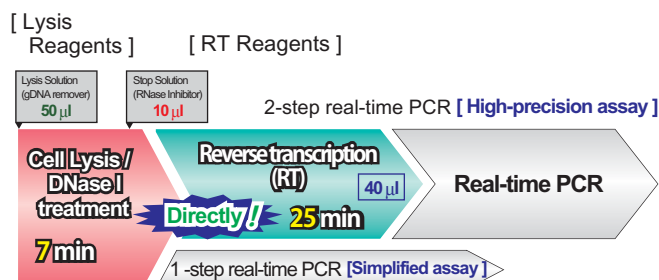 [ Lysis
Reagents ]
[ RT Reagents ]
Lysis Solution
(gDNA remover)
50 µl
Stop Solution
(RNase Inhibitor)
10 µl
2-step real-time PCR [ High-precision assay ]
Cell Lysis /
DNase I
treatment
7 min
Reverse transcription
(RT)
Directly !
25 min
40 µl
Real-time PCR
1 -step real-time PCR [Simplified assay ]